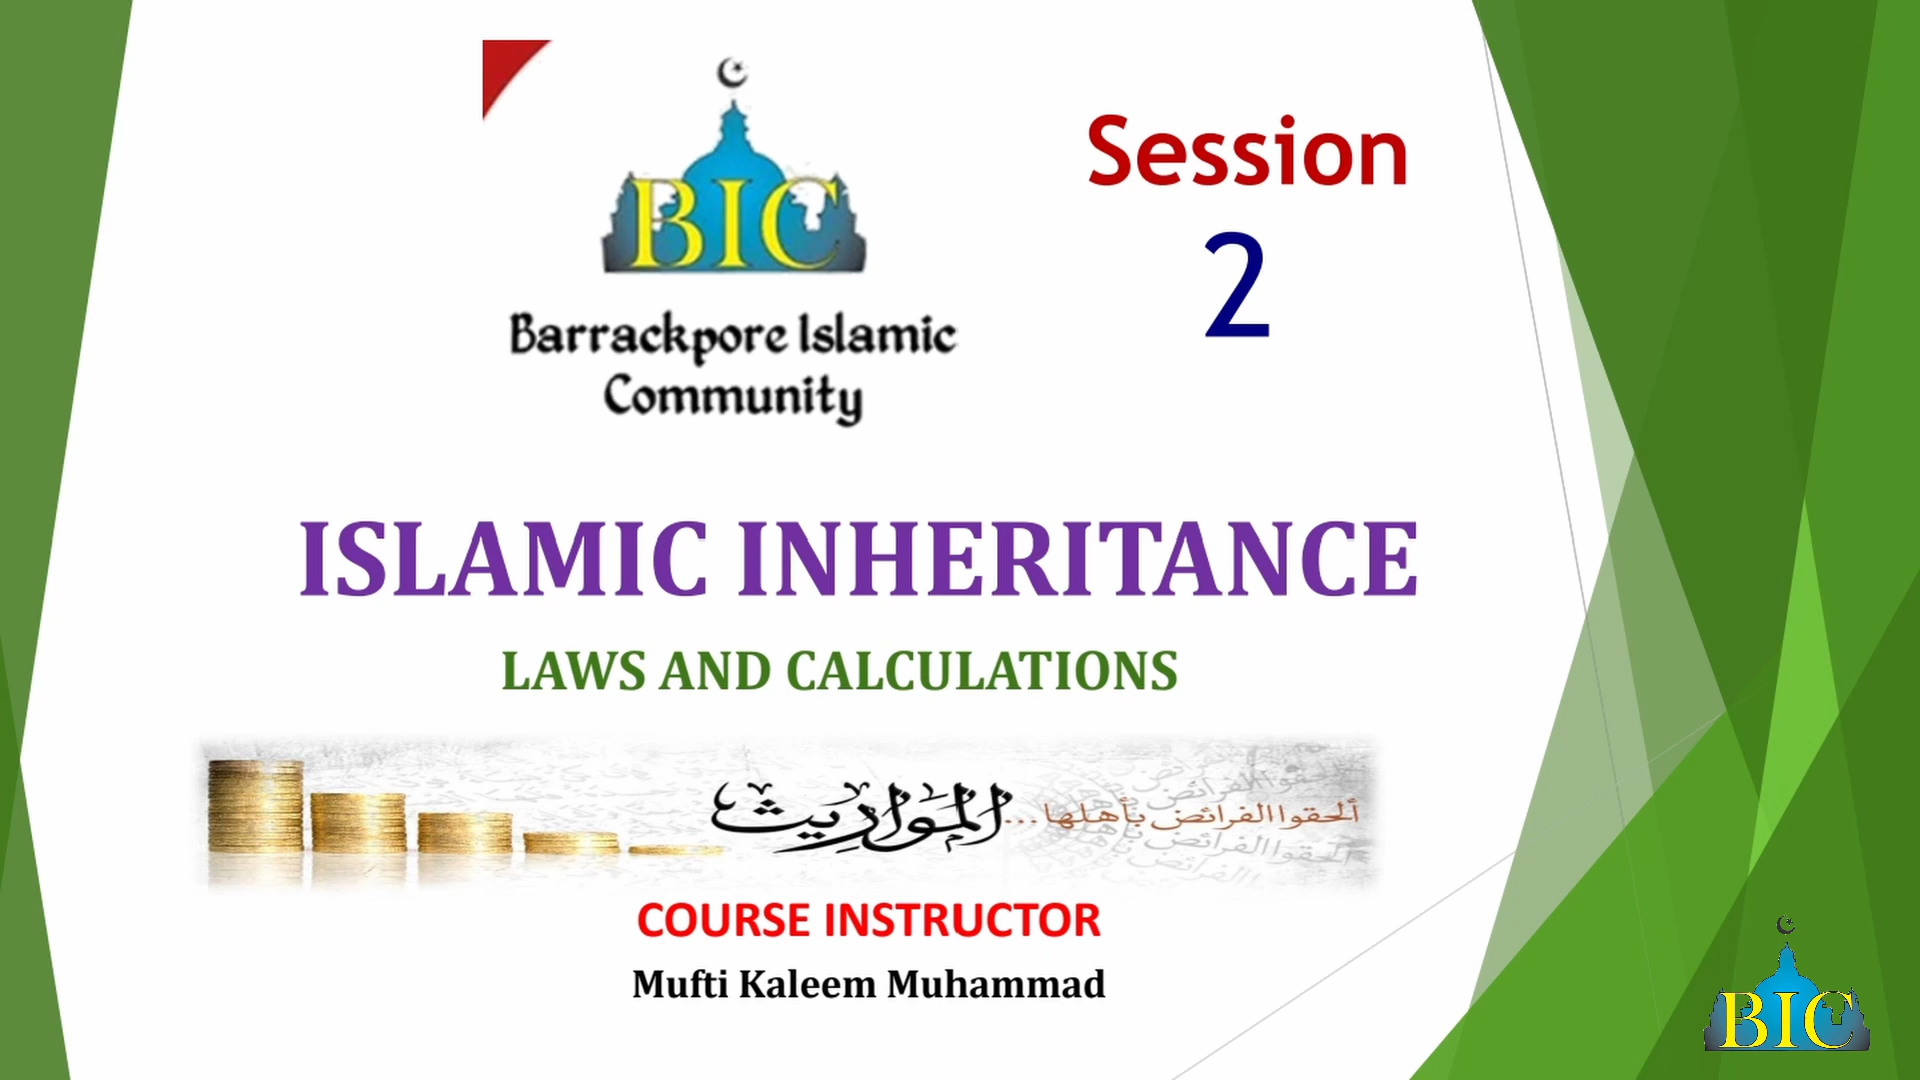 BIC
Barrackpore Islamic
Community
Session
2
ISLAMIC INHERITANCE
LAWS AND CALCULATIONS
المواريث
ألحقوا الفرائض بأهلها...
COURSE INSTRUCTOR
Mufti Kaleem Muhammad
BIC